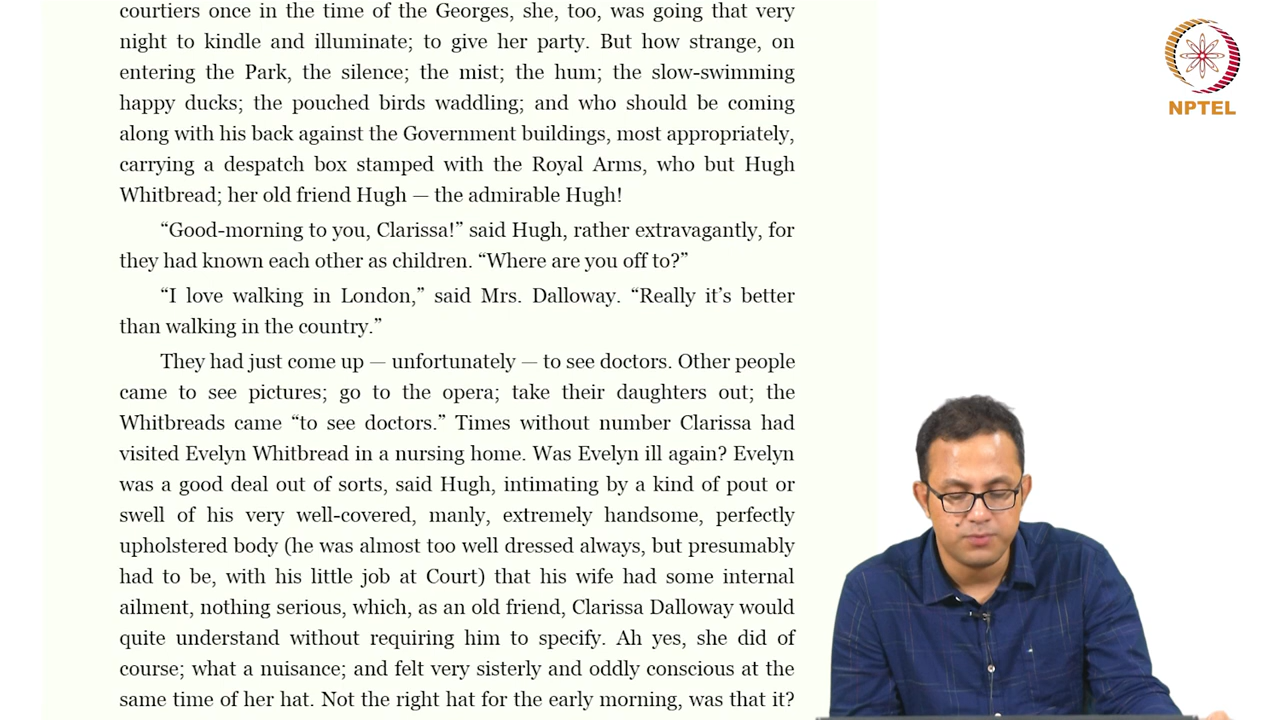 courtiers once in the time of the Georges, she, too, was going that very
night to kindle and illuminate; to give her party. But how strange, on
entering the Park, the silence; the mist; the hum; the slow-swimming
happy ducks; the pouched birds waddling; and who should be coming
along with his back against the Government buildings, most appropriately,
carrying a despatch box stamped with the Royal Arms, who but Hugh
Whitbread; her old friend Hugh — the admirable Hugh!
“Good-morning to you, Clarissa!” said Hugh, rather extravagantly, for
they had known each other as children. “Where are you off to?”
“I love walking in London,” said Mrs. Dalloway. “Really it’s better
than walking in the country.”
They had just come up — unfortunately — to see doctors. Other people
came to see pictures; go to the opera; take their daughters out; the
Whitbreads came “to see doctors.” Times without number Clarissa had
visited Evelyn Whitbread in a nursing home. Was Evelyn ill again? Evelyn
was a good deal out of sorts, said Hugh, intimating by a kind of pout or
swell of his very well-covered, manly, extremely handsome, perfectly
upholstered body (he was almost too well dressed always, but presumably
had to be, with his little job at Court) that his wife had some internal
ailment, nothing serious, which, as an old friend, Clarissa Dalloway would
quite understand without requiring him to specify. Ah yes, she did of
course; what a nuisance; and felt very sisterly and oddly conscious at the
same time of her hat. Not the right hat for the early morning, was that it?
NPTEL